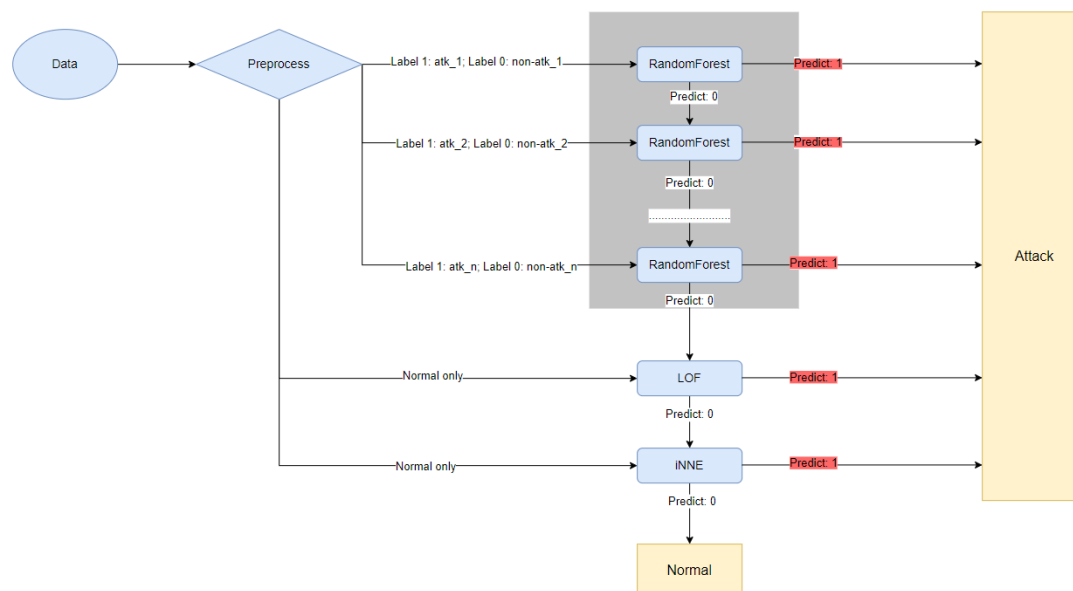 Data
Preprocess
Label 1: atk_1; Label 0: non-atk_1
RandomForest
Predict: 1
Predict: 0
Label 1: atk_2; Label 0: non-atk_2
RandomForest
Predict: 1
Predict: 0
...........................
Label 1: atk_n; Label 0: non-atk_n
RandomForest
Predict: 1
Predict: 0
Attack
Normal only
LOF
Predict: 1
Predict: 0
Normal only
iNNE
Predict: 1
Predict: 0
Normal